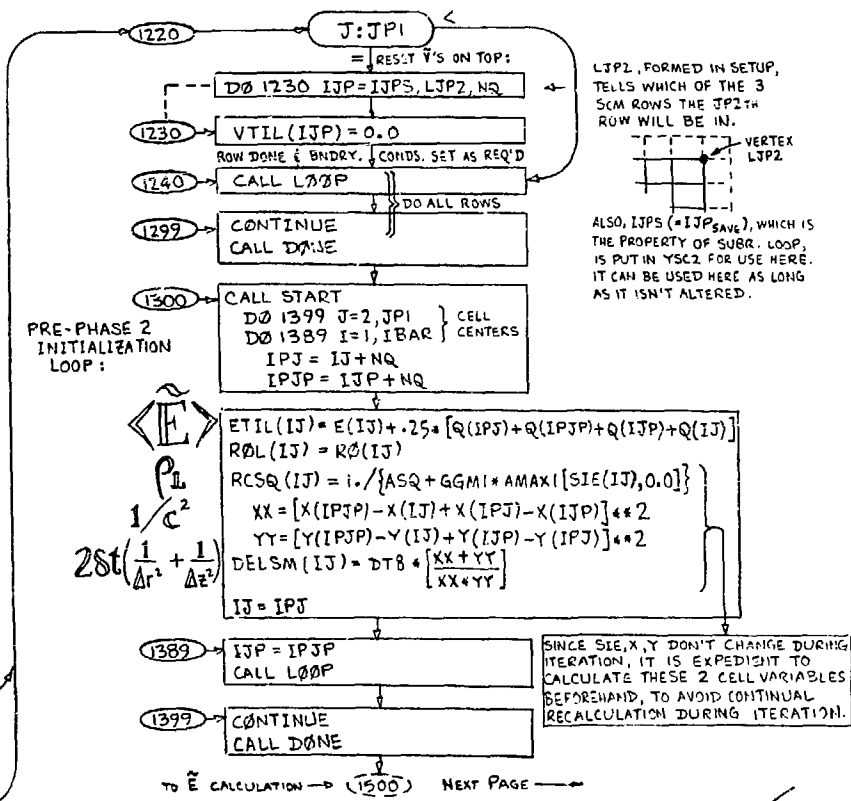 1220
J:JP1
= RESET Ṽ'S ON TOP:
DØ 1230 IJP=IJPS, LJP2, NQ
1230
VTIL(IJP)=0.0
ROW DONE & BNDRY. CONDS. SET AS REQ'D
1240
CALL LØØP
DO ALL ROWS
1299
CONTINUE
CALL DØNE
LJP2, FORMED IN SETUP,
TELLS WHICH OF THE 3
SCM ROWS THE JP2TH
ROW WILL BE IN.
VERTEX
LJP2
ALSO, IJPS (=IJP SAVE), WHICH IS
THE PROPERTY OF SUBR. LOOP,
IS PUT IN YSC2 FOR USE HERE.
IT CAN BE USED HERE AS LONG
AS IT ISN'T ALTERED.
PRE-PHASE 2
INITIALIZATION
LOOP:
1300
CALL START
DØ 1399 J=2, JP1
DØ 1389 I=1, IBAR
CELL
CENTERS
IPJ = IJ+NQ
IPJP = IJP+NQ
⟨Ẽ⟩
ETIL(IJ)=E(IJ)+.25*[Q(IPJ)+Q(IPJP)+Q(IJP)+Q(IJ)]
ρL
RØL(IJ) = RØ(IJ)
1/c²
RCSQ(IJ) = 1./{ASQ+GGM1*AMAX1[SIE(IJ),0.0]}
XX=[X(IPJP)-X(IJ)+X(IPJ)-X(IJP)]**2
YY=[Y(IPJP)-Y(IJ)+Y(IJP)-Y(IPJ)]**2
2δt(1/Δr² + 1/Δz²)
DELSM(IJ)=DT8*[XX+YY/XX*YY]
IJ=IPJ
1389
IJP = IPJP
CALL LØØP
SINCE SIE,X,Y DON'T CHANGE DURING
ITERATION, IT IS EXPEDIENT TO
CALCULATE THESE 2 CELL VARIABLES
BEFOREHAND, TO AVOID CONTINUAL
RECALCULATION DURING ITERATION.
1399
CØNTINUE
CALL DØNE
TO Ẽ CALCULATION → 1500 NEXT PAGE